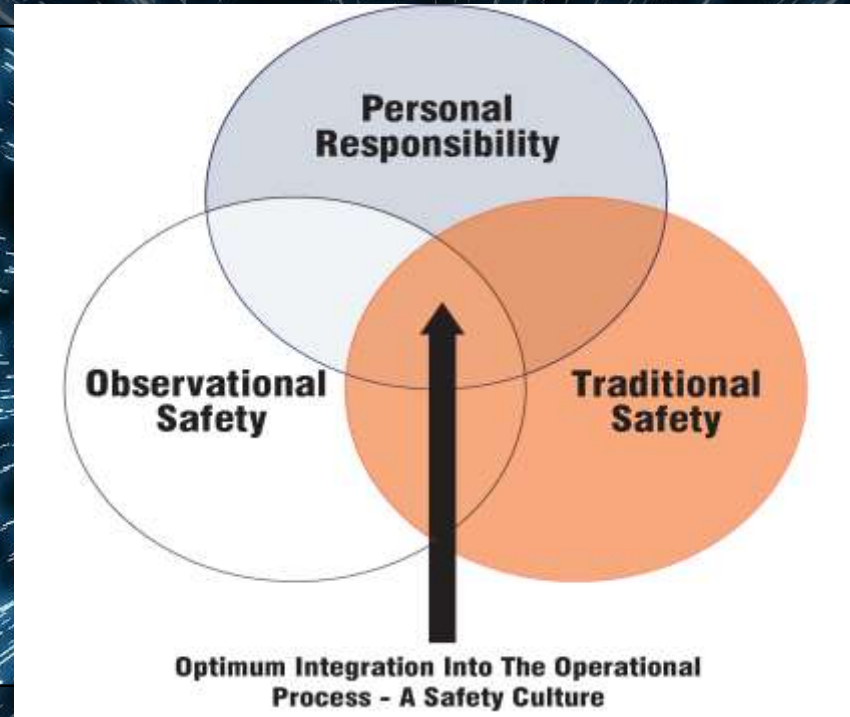 Personal
Responsibility
Observational
Safety
Traditional
Safety
Optimum Integration Into The Operational
Process - A Safety Culture